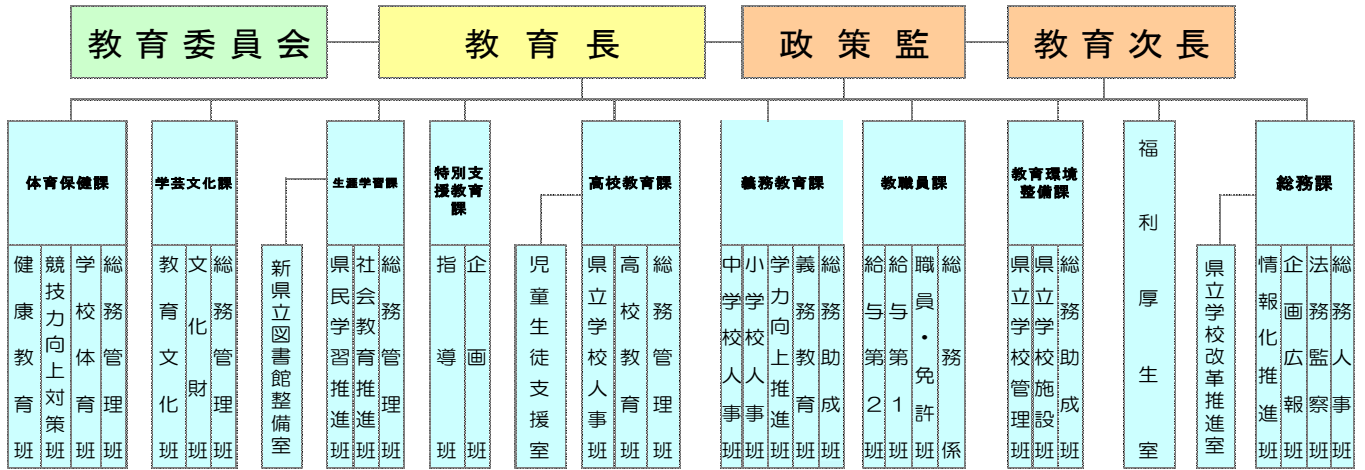 教育委員会
教育長
政策監
教育次長
体育保健課
健康教育班
競技力向上対策班
学校体育班
総務管理班
学芸文化課
教育文化班
文化財班
総務管理班
新県立図書館整備室
生涯学習課
県民学習推進班
社会教育推進班
総務管理班
特別支
援教育
課
指導班
企画班
児童生徒支援室
高校教育課
県立学校人事班
高校教育班
総務管理班
義務教育課
中学校人事班
小学校人事班
学力向上推進班
義務教育班
総務助成班
教職員課
給与第2班
給与第1班
職員・免許班
総務係
教育環境
整備課
県立学校管理班
県立学校施設班
総務助成班
福利厚生室
県立学校改革推進室
総務課
情報化推進班
企画広報班
法務監察班
総務人事班